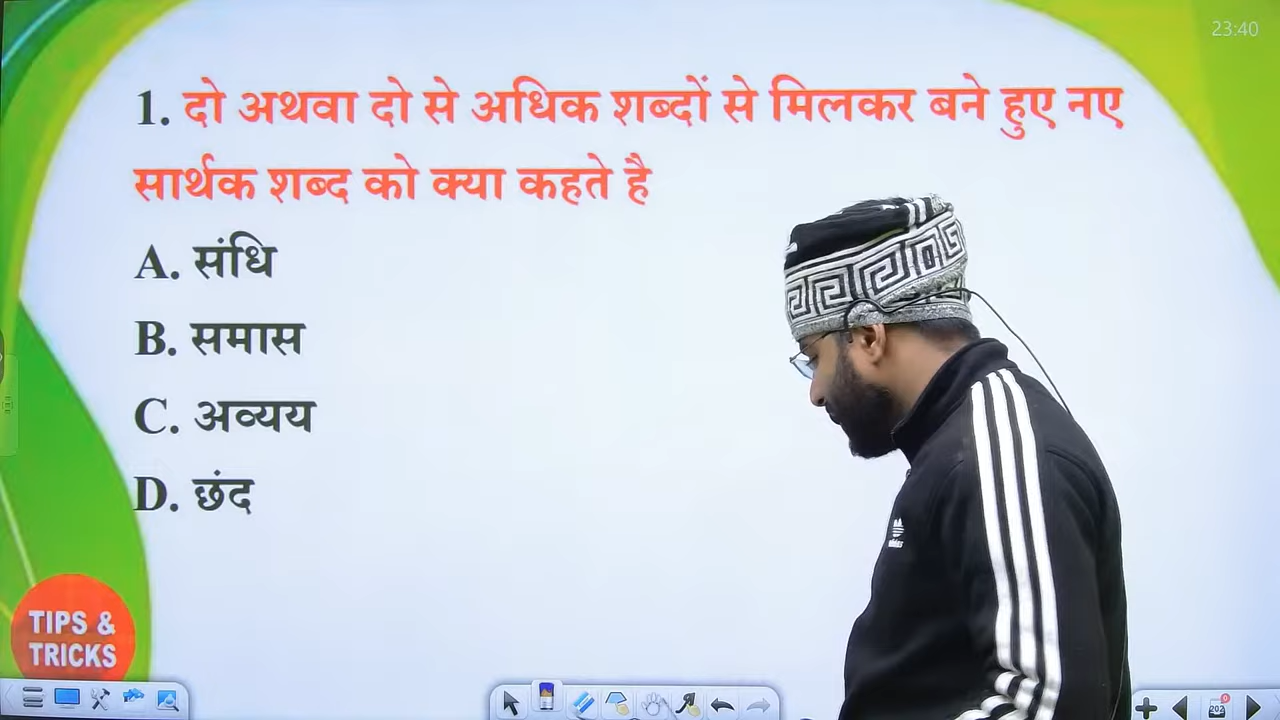 23:40
1. दो अथवा दो से अधिक शब्दों से मिलकर बने हुए नए
सार्थक शब्द को क्या कहते है
A. संधि
B. समास
C. अव्यय
D. छंद
TIPS &
TRICKS